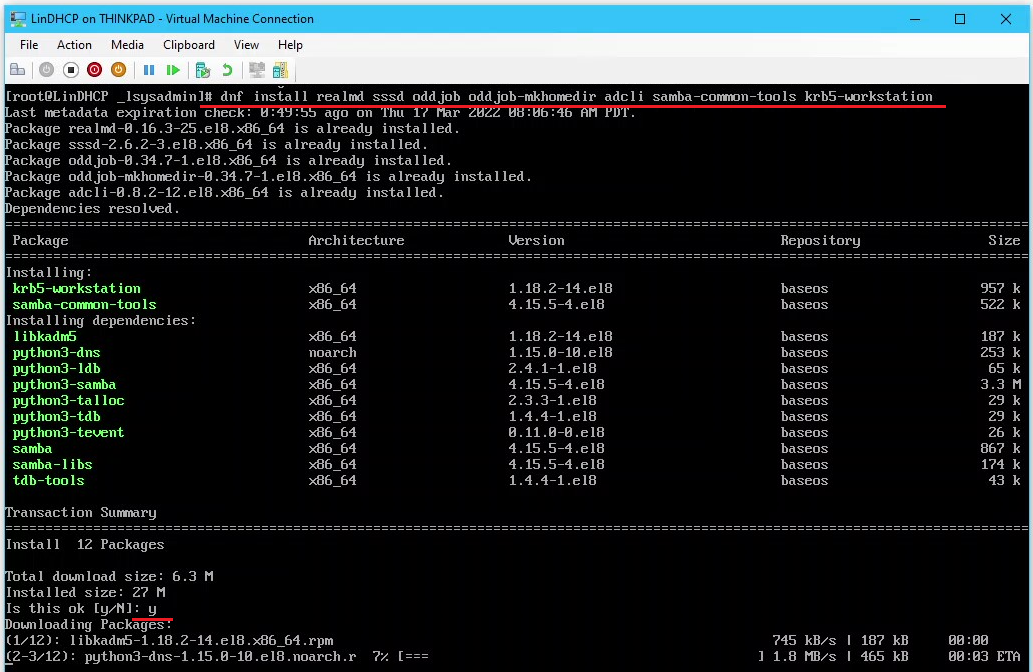 LinDHCP on THINKPAD - Virtual Machine Connection
File Action Media Clipboard View Help
[root@LinDHCP _lsysadmin]# dnf install realmd sssd oddjob oddjob-mkhomedir adcli samba-common-tools krb5-workstation
Last metadata expiration check: 0:49:55 ago on Thu 17 Mar 2022 08:06:46 AM PDT.
Package realmd-0.16.3-25.el8.x86_64 is already installed.
Package sssd-2.6.2-3.el8.x86_64 is already installed.
Package oddjob-0.34.7-1.el8.x86_64 is already installed.
Package oddjob-mkhomedir-0.34.7-1.el8.x86_64 is already installed.
Package adcli-0.8.2-12.el8.x86_64 is already installed.
Dependencies resolved.
================================================================================
Package Architecture Version Repository Size
================================================================================
Installing:
krb5-workstation x86_64 1.18.2-14.el8 baseos 957 k
samba-common-tools x86_64 4.15.5-4.el8 baseos 522 k
Installing dependencies:
libkadm5 x86_64 1.18.2-14.el8 baseos 187 k
python3-dns noarch 1.15.0-10.el8 baseos 253 k
python3-ldb x86_64 2.4.1-1.el8 baseos 65 k
python3-samba x86_64 4.15.5-4.el8 baseos 3.3 M
python3-talloc x86_64 2.3.3-1.el8 baseos 29 k
python3-tdb x86_64 1.4.4-1.el8 baseos 29 k
python3-tevent x86_64 0.11.0-0.el8 baseos 26 k
samba x86_64 4.15.5-4.el8 baseos 867 k
samba-libs x86_64 4.15.5-4.el8 baseos 174 k
tdb-tools x86_64 1.4.4-1.el8 baseos 43 k
Transaction Summary
================================================================================
Install 12 Packages
Total download size: 6.3 M
Installed size: 27 M
Is this ok [y/N]: y
Downloading Packages:
(1/12): libkadm5-1.18.2-14.el8.x86_64.rpm 745 kB/s | 187 kB 00:00
(2-3/12): python3-dns-1.15.0-10.el8.noarch.r 7% [=== ] 1.8 MB/s | 465 kB 00:03 ETA